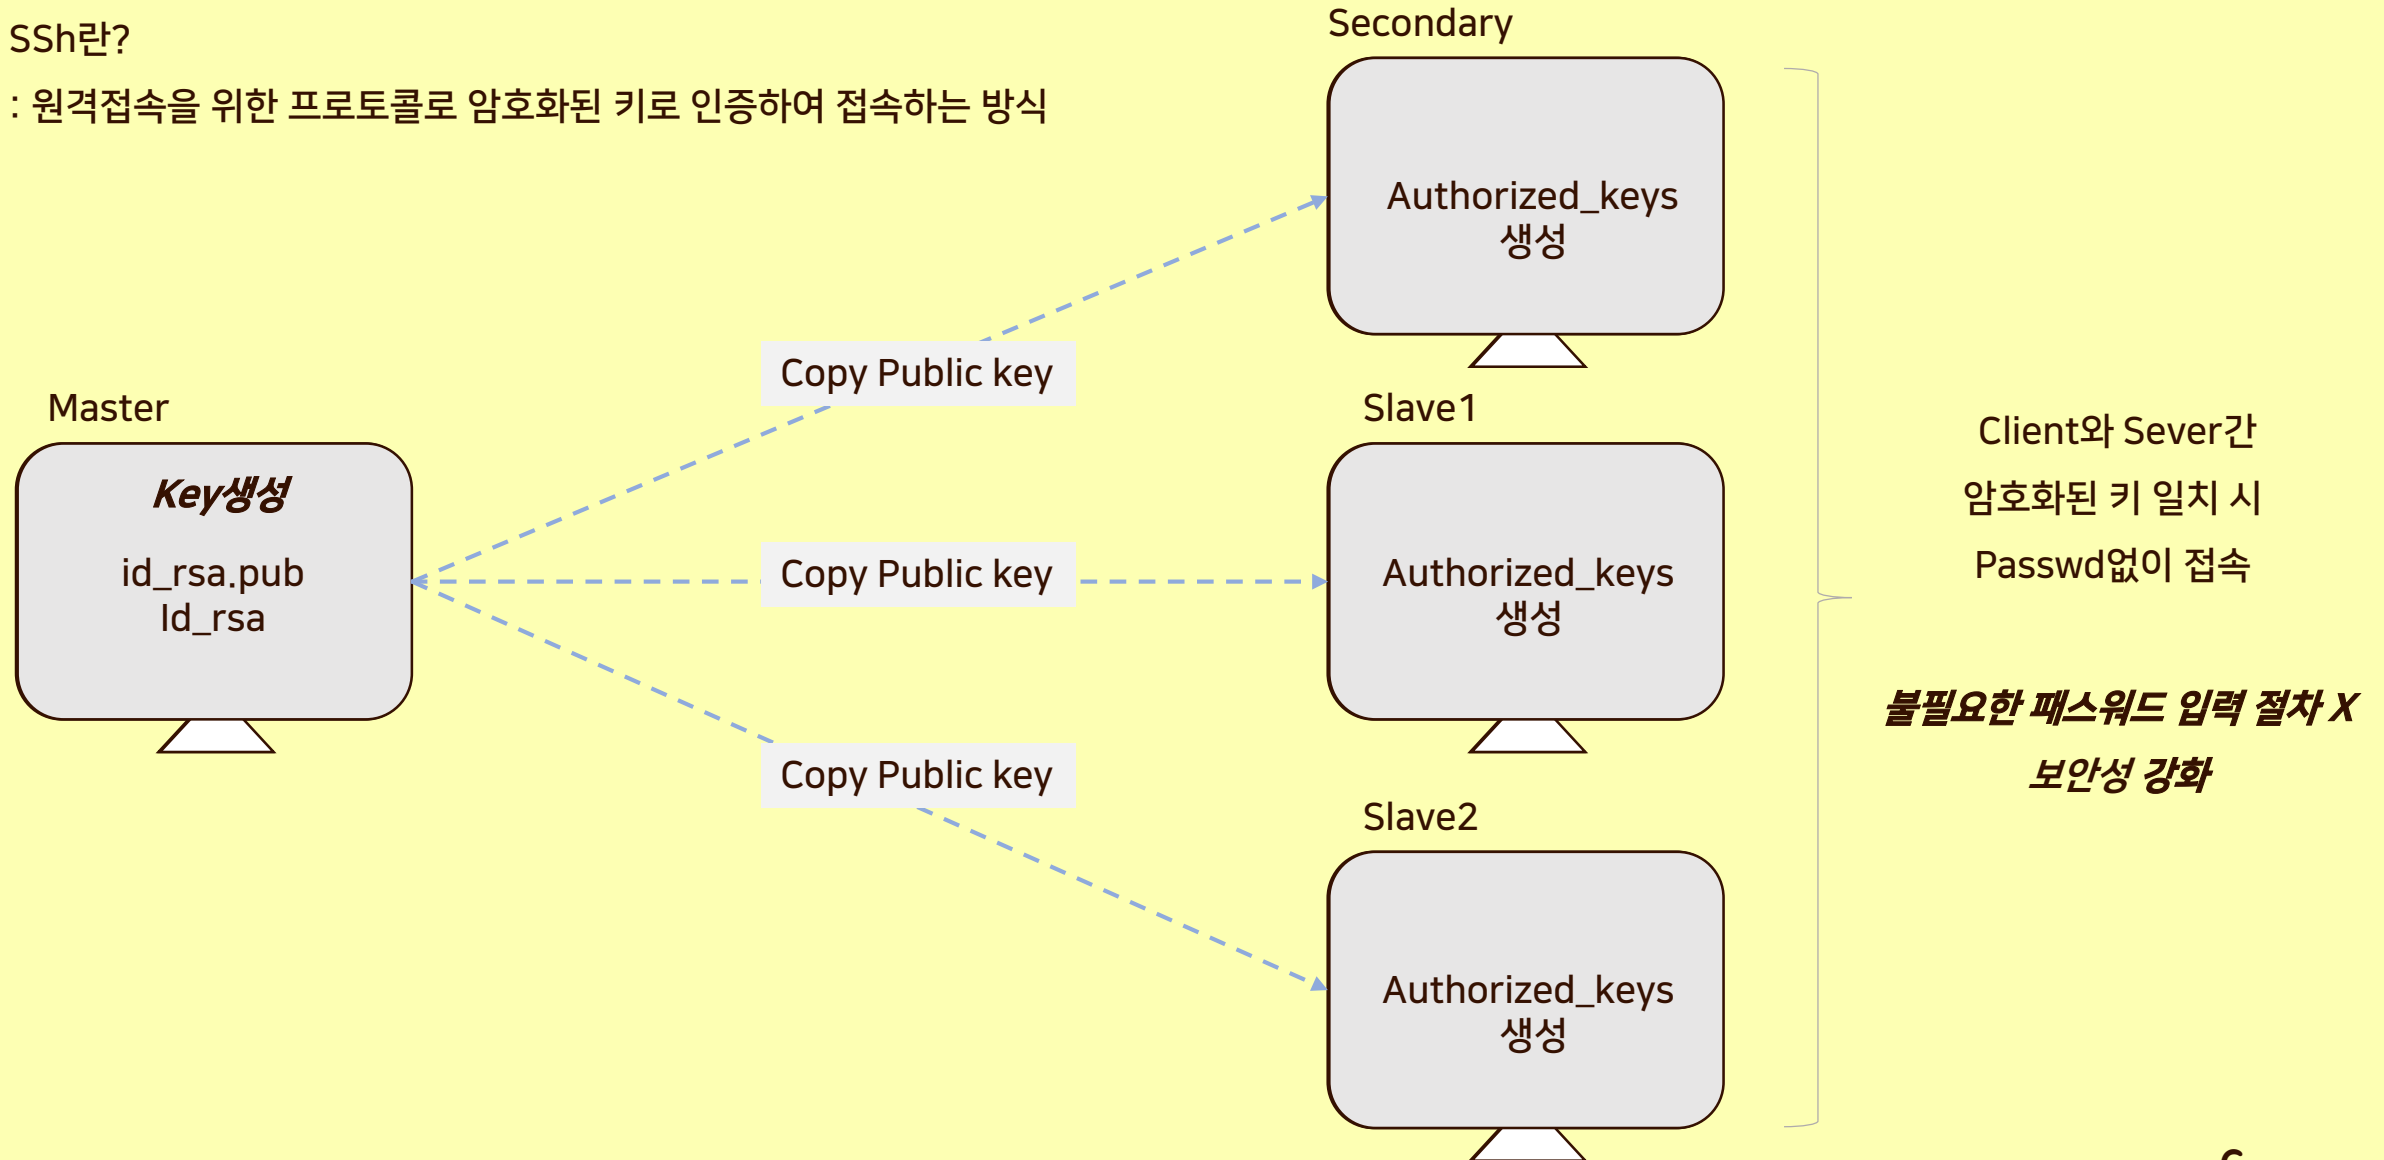 SSh란?
: 원격접속을 위한 프로토콜로 암호화된 키로 인증하여 접속하는 방식
Master
Key생성
id_rsa.pub
Id_rsa
Copy Public key
Copy Public key
Copy Public key
Secondary
Authorized_keys
생성
Slave1
Authorized_keys
생성
Slave2
Authorized_keys
생성
Client와 Sever간
암호화된 키 일치 시
Passwd없이 접속
불필요한 패스워드 입력 절차 X
보안성 강화